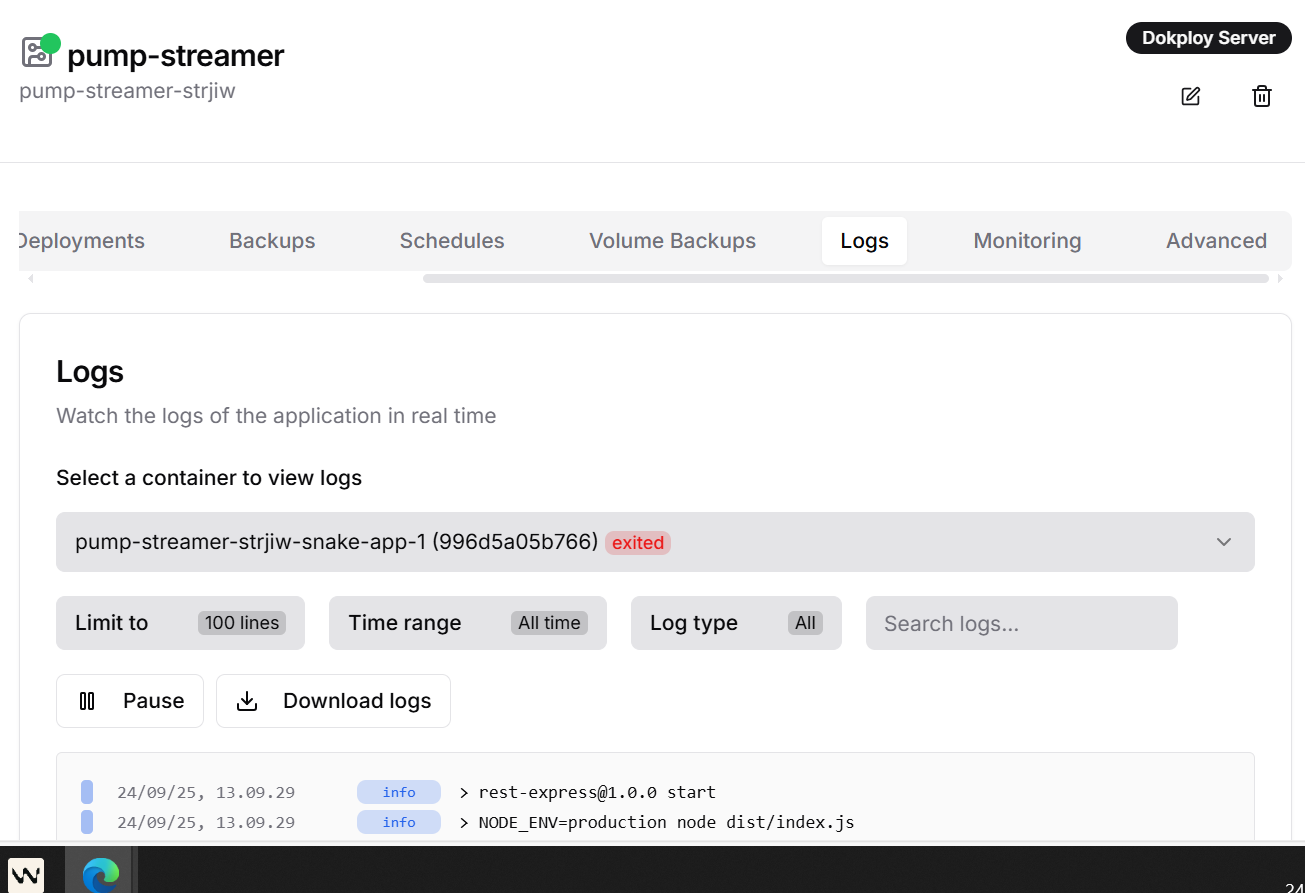 pump-streamer
Dokploy Server
pump-streamer-strjiw
Deployments Backups Schedules Volume Backups Logs Monitoring Advanced
Logs
Watch the logs of the application in real time
Select a container to view logs
pump-streamer-strjiw-snake-app-1 (996d5a05b766) exited
Limit to 100 lines Time range All time Log type All Search logs...
Pause Download logs
24/09/25, 13.09.29 info > rest-express@1.0.0 start
24/09/25, 13.09.29 info > NODE_ENV=production node dist/index.js
24